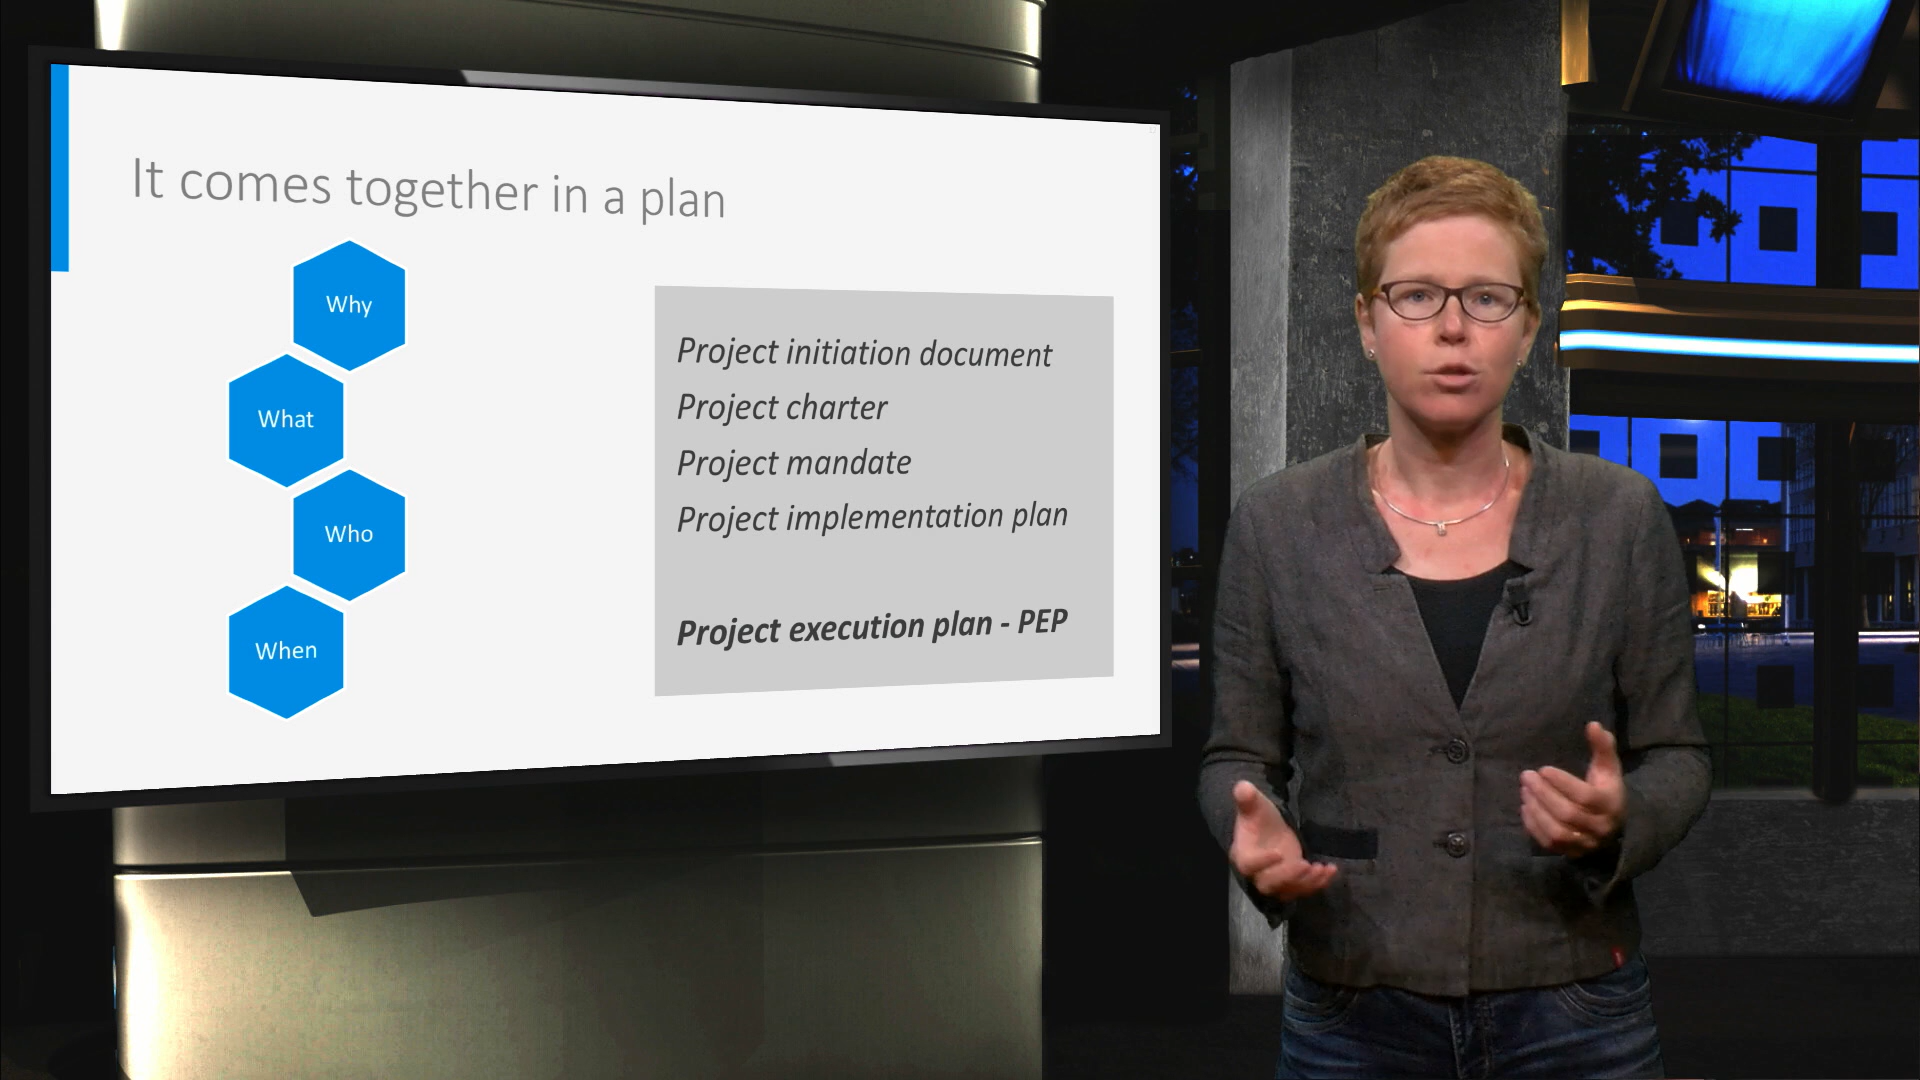 It comes together in a plan
Why
What
Who
When
Project initiation document
Project charter
Project mandate
Project implementation plan
Project execution plan - PEP